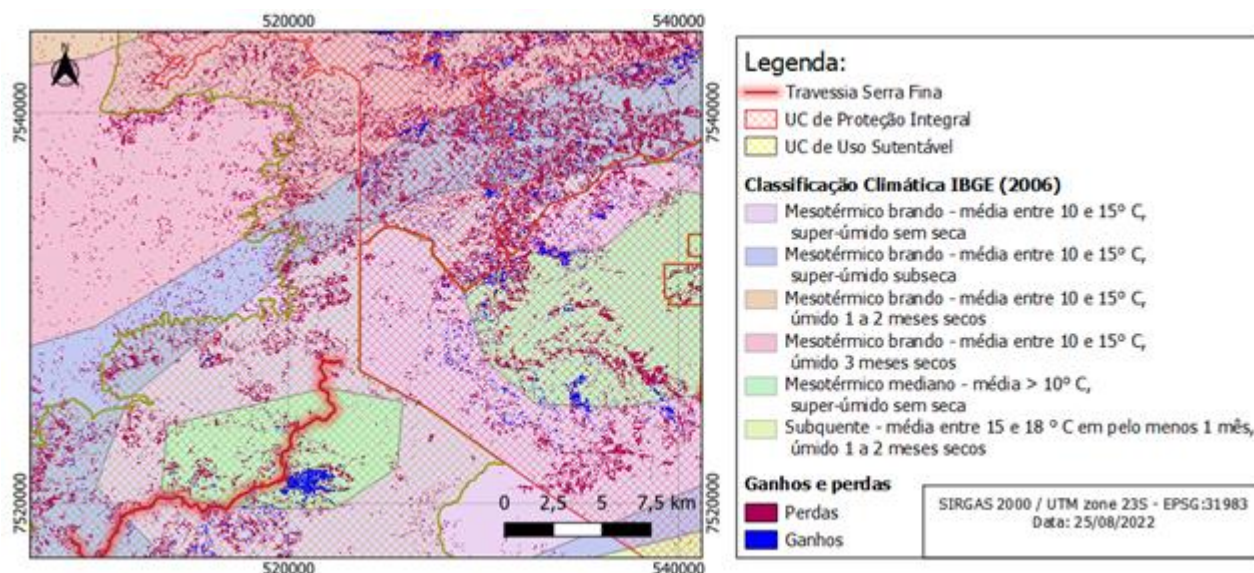 520000
540000
N
7540000
7540000
7520000
7520000
0 2,5 5 7,5 km
520000
540000
Legenda:
Travessia Serra Fina
UC de Proteção Integral
UC de Uso Sutentável
Classificação Climática IBGE (2006)
Mesotérmico brando - média entre 10 e 15º C,
super-úmido sem seca
Mesotérmico brando - média entre 10 e 15º C,
super-úmido subseca
Mesotérmico brando - média entre 10 e 15º C,
úmido 1 a 2 meses secos
Mesotérmico brando - média entre 10 e 15º C,
úmido 3 meses secos
Mesotérmico mediano - média > 10º C,
super-úmido sem seca
Subquente - média entre 15 e 18 º C em pelo menos 1 mês,
úmido 1 a 2 meses secos
Ganhos e perdas
Perdas
Ganhos
SIRGAS 2000 / UTM zone 23S - EPSG:31983
Data: 25/08/2022